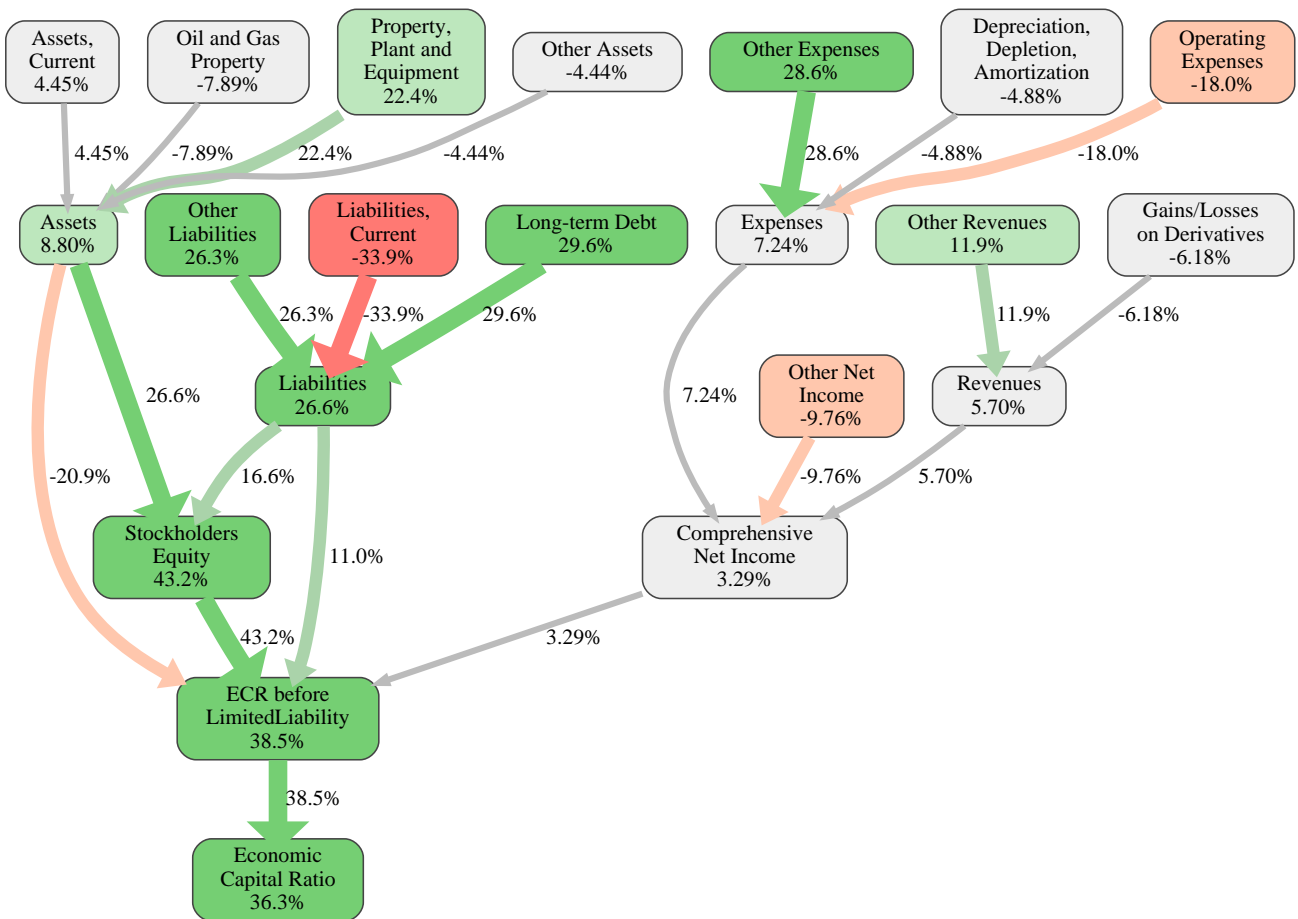 Assets,
Current
4.45%
Oil and Gas
Property
-7.89%
Property,
Plant and
Equipment
22.4%
Other Assets
-4.44%
Other Expenses
28.6%
Depreciation,
Depletion,
Amortization
-4.88%
Operating
Expenses
-18.0%
4.45%
-7.89%
22.4%
-4.44%
28.6%
-4.88%
-18.0%
Assets
8.80%
Other
Liabilities
26.3%
Liabilities,
Current
-33.9%
Long-term Debt
29.6%
Expenses
7.24%
Other Revenues
11.9%
Gains/Losses
on Derivatives
-6.18%
26.3%
-33.9%
29.6%
11.9%
-6.18%
Liabilities
26.6%
Other Net
Income
-9.76%
Revenues
5.70%
26.6%
7.24%
-20.9%
16.6%
-9.76%
5.70%
Stockholders
Equity
43.2%
11.0%
Comprehensive
Net Income
3.29%
43.2%
3.29%
ECR before
LimitedLiability
38.5%
38.5%
Economic
Capital Ratio
36.3%